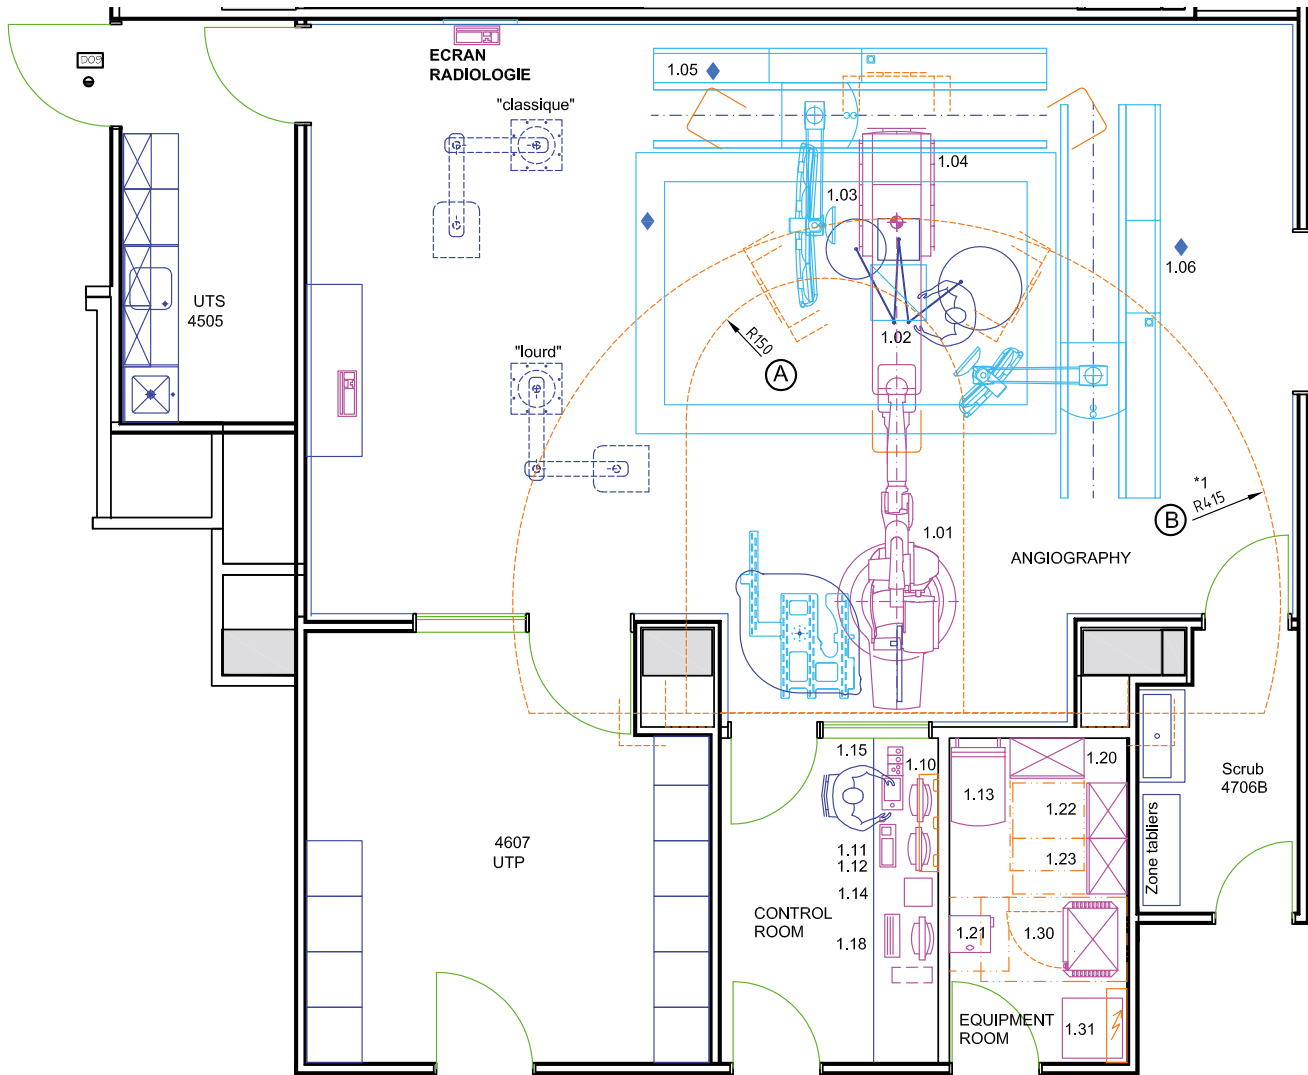 D09
ECRAN
RADIOLOGIE
"classique"
1.05
1.04
1.03
1.06
UTS
4505
"lourd"
1.02
R150
A
*1
R415
B
1.01
ANGIOGRAPHY
1.15
1.10
1.20
1.13
1.22
Scrub
4706B
4607
UTP
1.11
1.12
1.23
Zone tabliers
1.14
CONTROL
ROOM
1.18
1.21
1.30
EQUIPMENT
ROOM
1.31